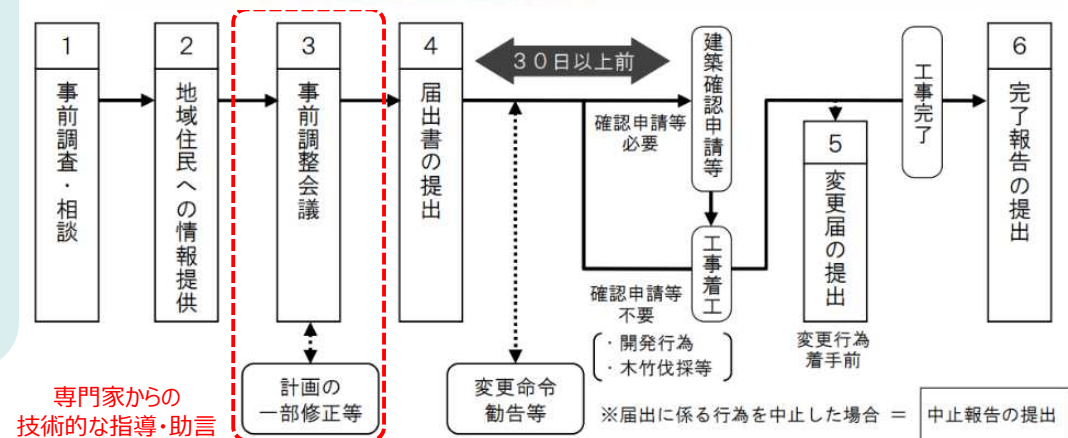 1
事前調査・相談
2
地域住民への情報提供
3
事前調整会議
計画の
一部修正等
専門家からの
技術的な指導・助言
4
届出書の提出
30日以上前
変更命令
勧告等
確認申請等
必要
建築確認申請等
確認申請等
不要
・開発行為
・木竹伐採等
工事着工
5
変更届の提出
変更行為
着手前
工事完了
6
完了報告の提出
※届出に係る行為を中止した場合 = 中止報告の提出